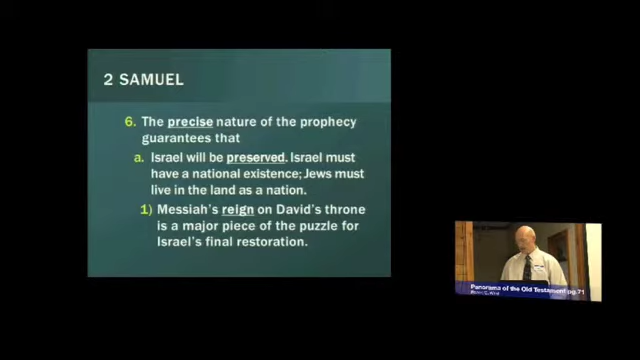 2 SAMUEL
6. The precise nature of the prophecy
guarantees that
a. Israel will be preserved. Israel must
have a national existence; Jews must
live in the land as a nation.
1) Messiah's reign on David's throne
is a major piece of the puzzle for
Israel's final restoration.
Panorama of the Old Testament pg.71